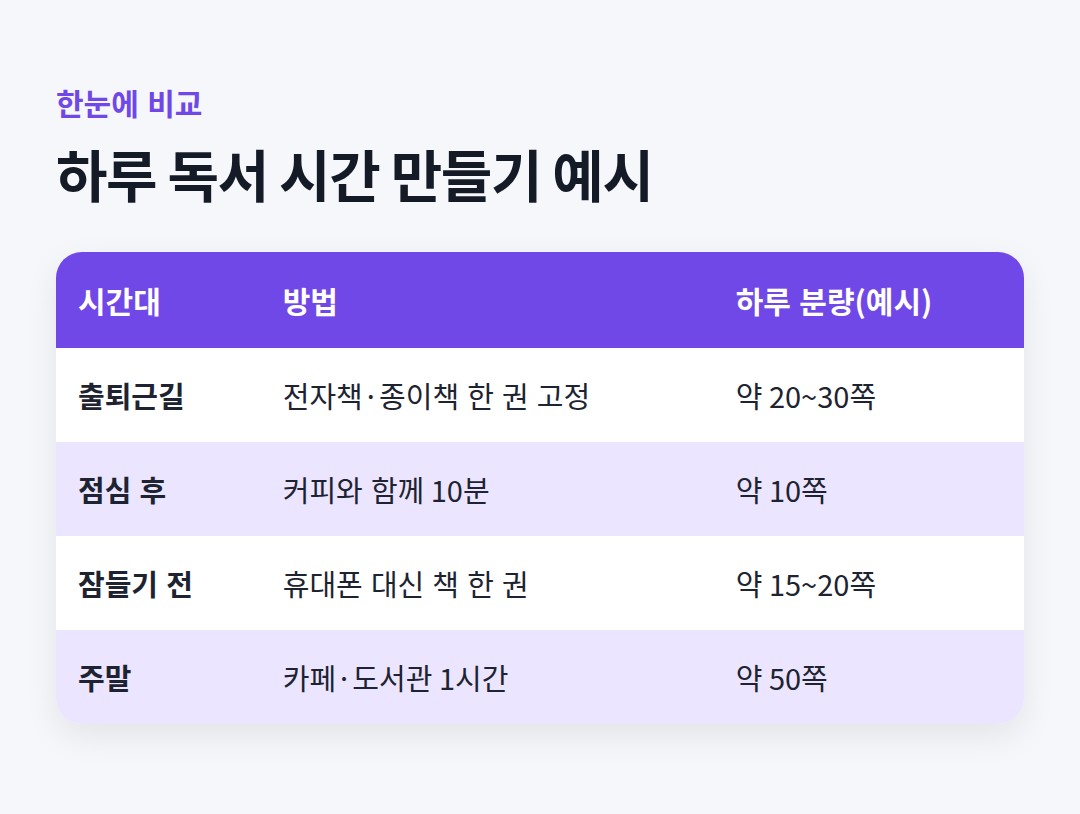 한눈에 비교
하루 독서 시간 만들기 예시
시간대 방법 하루 분량(예시)
출퇴근길 전자책·종이책 한 권 고정 약 20~30쪽
점심 후 커피와 함께 10분 약 10쪽
잠들기 전 휴대폰 대신 책 한 권 약 15~20쪽
주말 카페·도서관 1시간 약 50쪽